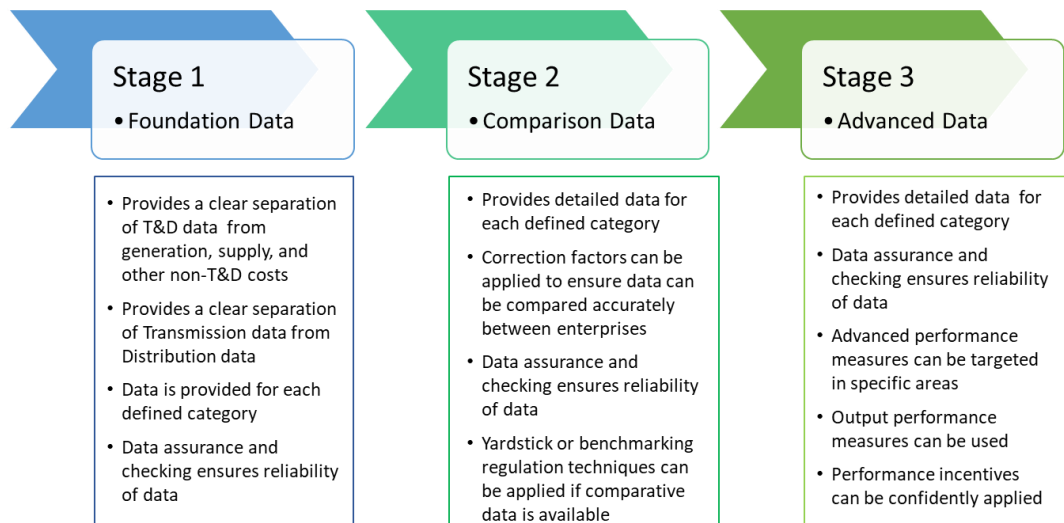 Stage 1
• Foundation Data
Stage 2
• Comparison Data
Stage 3
• Advanced Data
• Provides a clear separation
of T&D data from
generation, supply, and
other non-T&D costs
• Provides a clear separation
of Transmission data from
Distribution data
• Data is provided for each
defined category
• Data assurance and
checking ensures reliability
of data
• Provides detailed data for
each defined category
• Correction factors can be
applied to ensure data can
be compared accurately
between enterprises
• Data assurance and
checking ensures reliability
of data
• Yardstick or benchmarking
regulation techniques can
be applied if comparative
data is available
• Provides detailed data for
each defined category
• Data assurance and
checking ensures reliability
of data
• Advanced performance
measures can be targeted
in specific areas
• Output performance
measures can be used
• Performance incentives
can be confidently applied